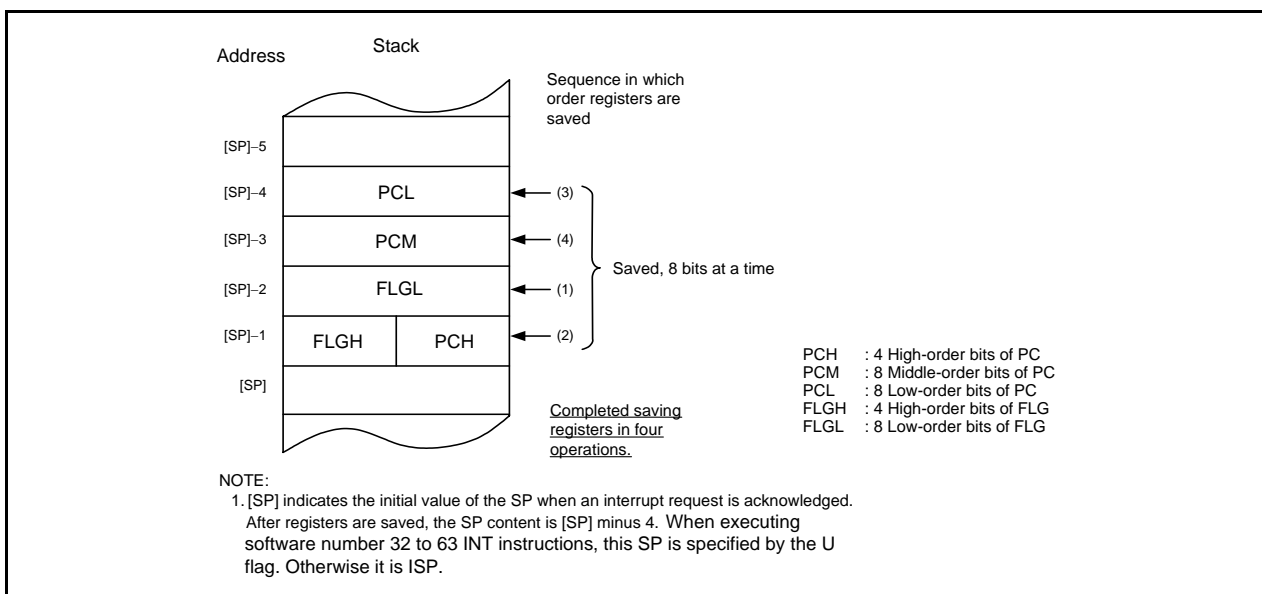 Address
Stack
Sequence in which
order registers are
saved
[SP]−5
[SP]−4
PCL
(3)
[SP]−3
PCM
(4)
Saved, 8 bits at a time
[SP]−2
FLGL
(1)
[SP]−1
FLGH
PCH
(2)
[SP]
Completed saving
registers in four
operations.
PCH : 4 High-order bits of PC
PCM : 8 Middle-order bits of PC
PCL : 8 Low-order bits of PC
FLGH : 4 High-order bits of FLG
FLGL : 8 Low-order bits of FLG
NOTE:
1. [SP] indicates the initial value of the SP when an interrupt request is acknowledged.
After registers are saved, the SP content is [SP] minus 4. When executing
software number 32 to 63 INT instructions, this SP is specified by the U
flag. Otherwise it is ISP.